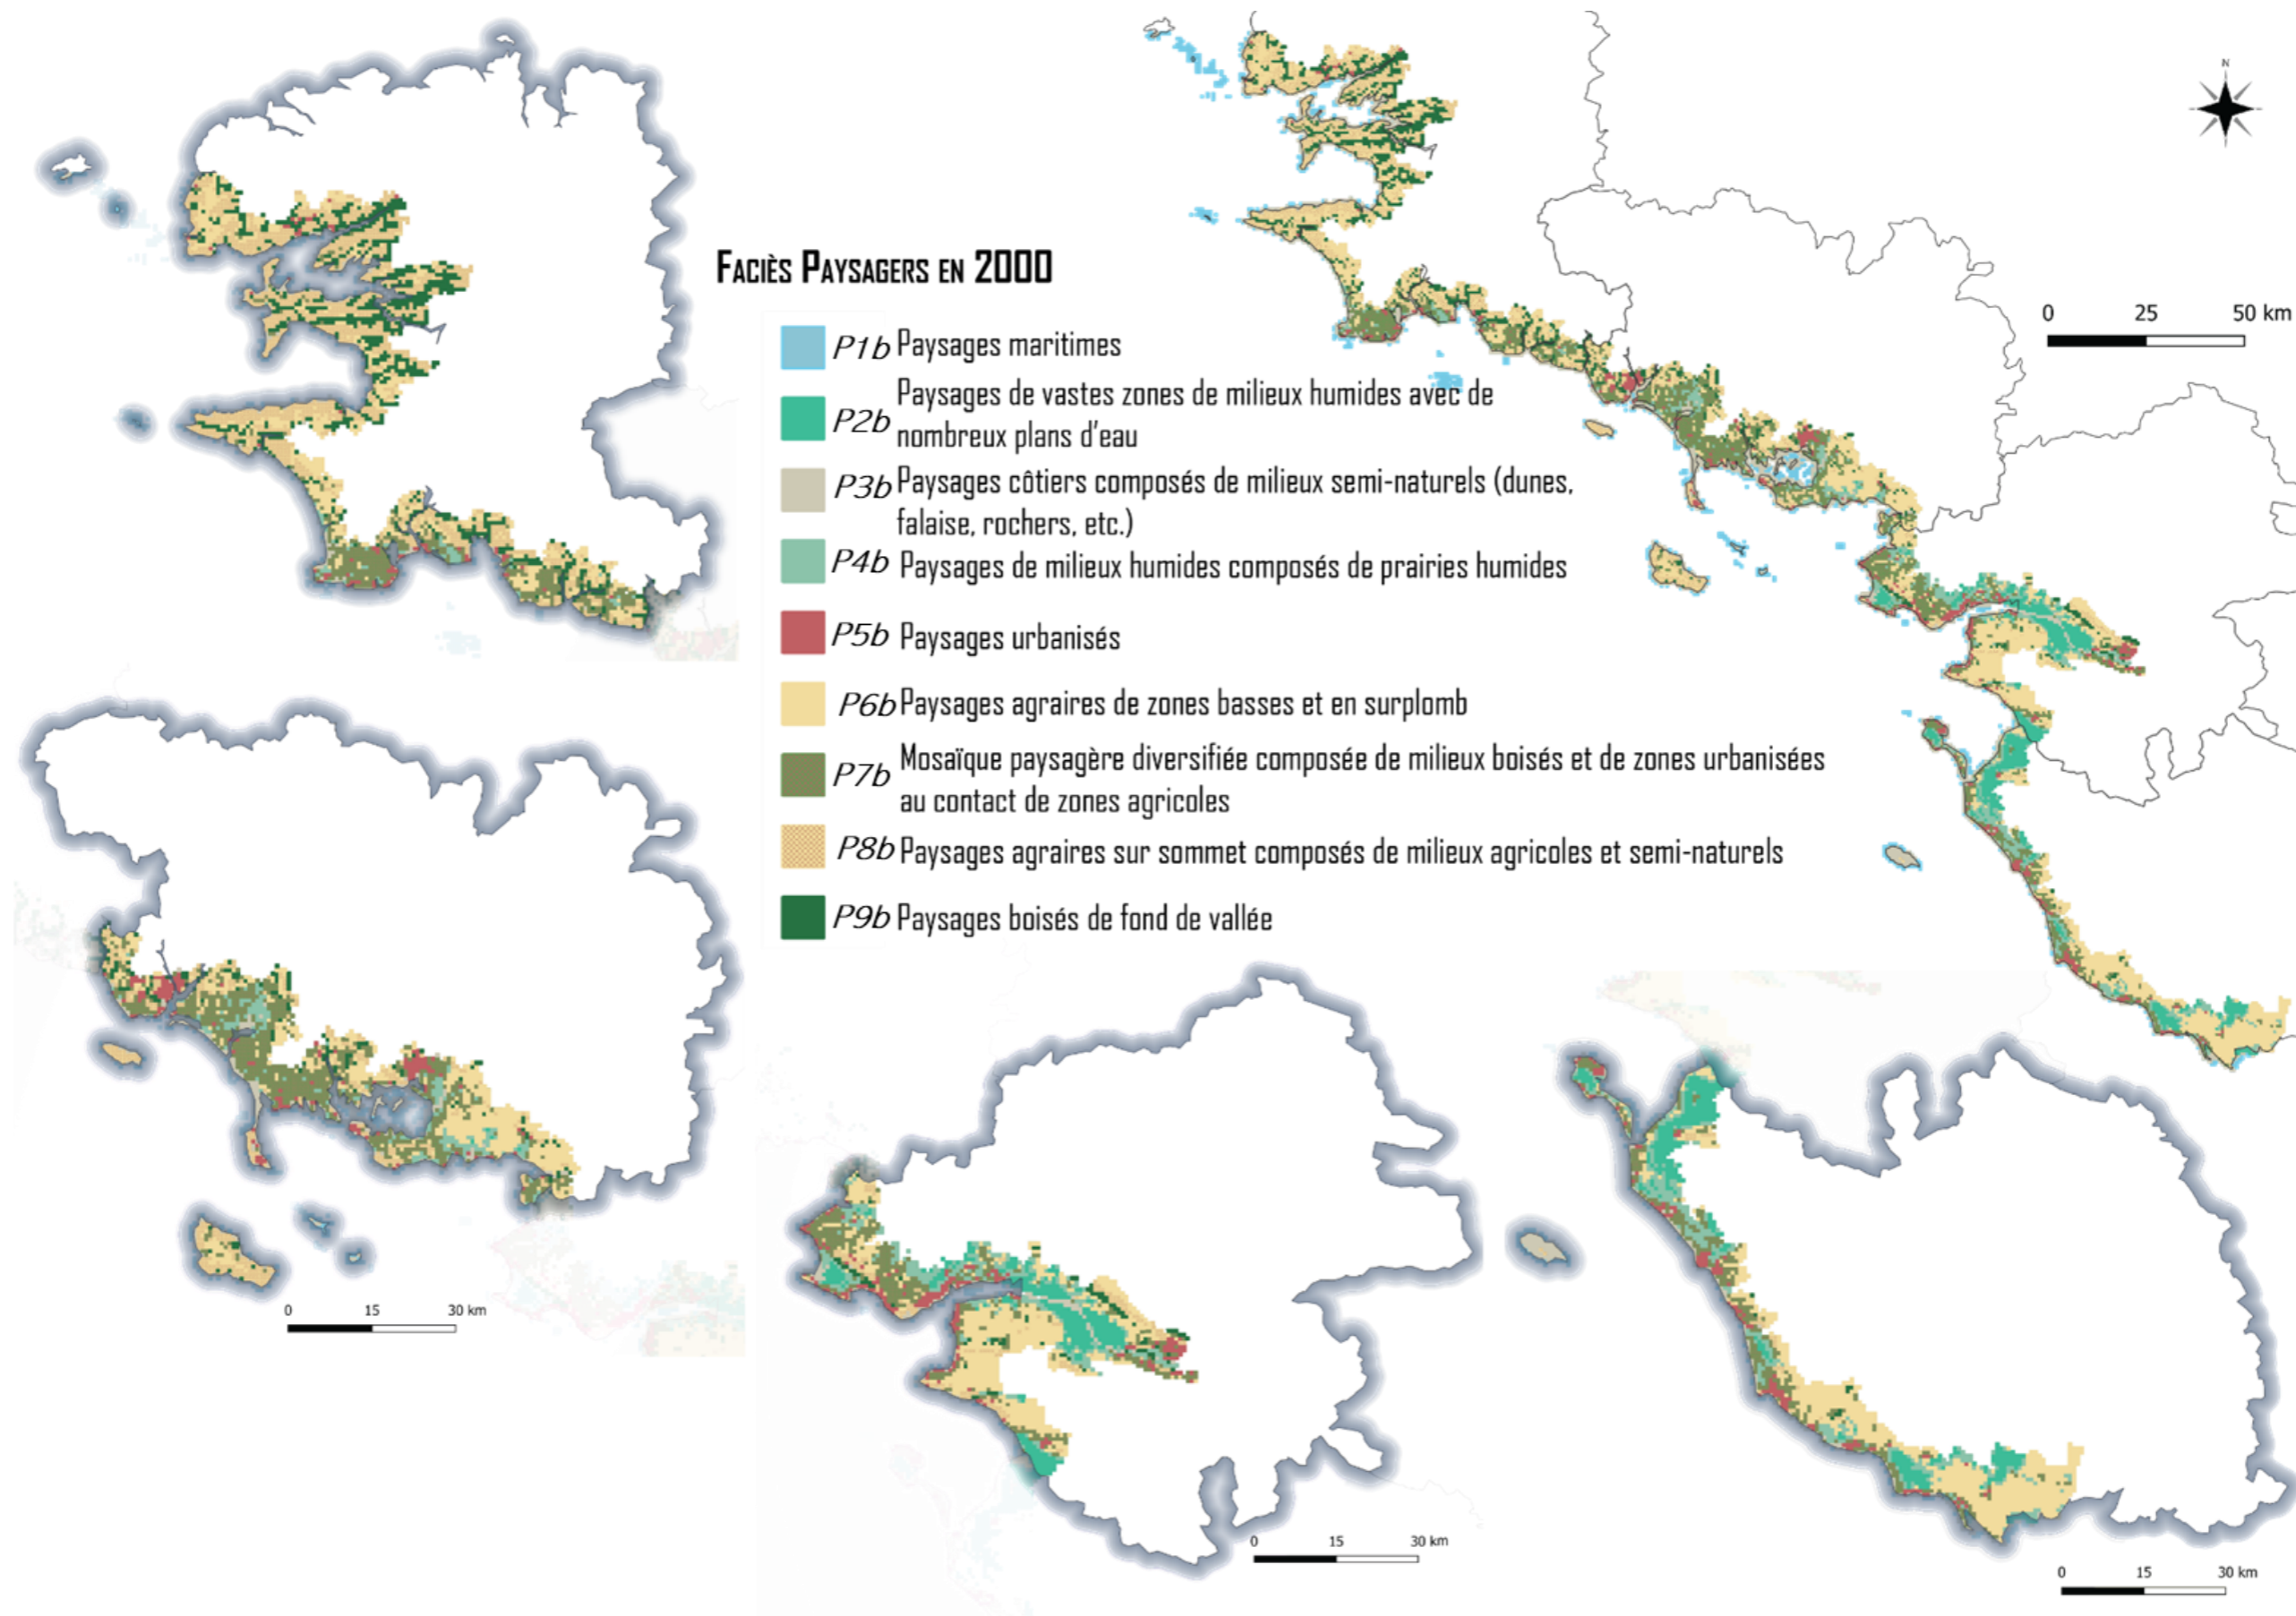 N
0 25 50 km
FACIÈS PAYSAGERS EN 2000
P1b Paysages maritimes
P2b Paysages de vastes zones de milieux humides avec de
nombreux plans d'eau
P3b Paysages côtiers composés de milieux semi-naturels (dunes,
falaise, rochers, etc.)
P4b Paysages de milieux humides composés de prairies humides
P5b Paysages urbanisés
P6b Paysages agraires de zones basses et en surplomb
P7b Mosaïque paysagère diversifiée composée de milieux boisés et de zones urbanisées
au contact de zones agricoles
P8b Paysages agraires sur sommet composés de milieux agricoles et semi-naturels
P9b Paysages boisés de fond de vallée
0 15 30 km
0 15 30 km
0 15 30 km